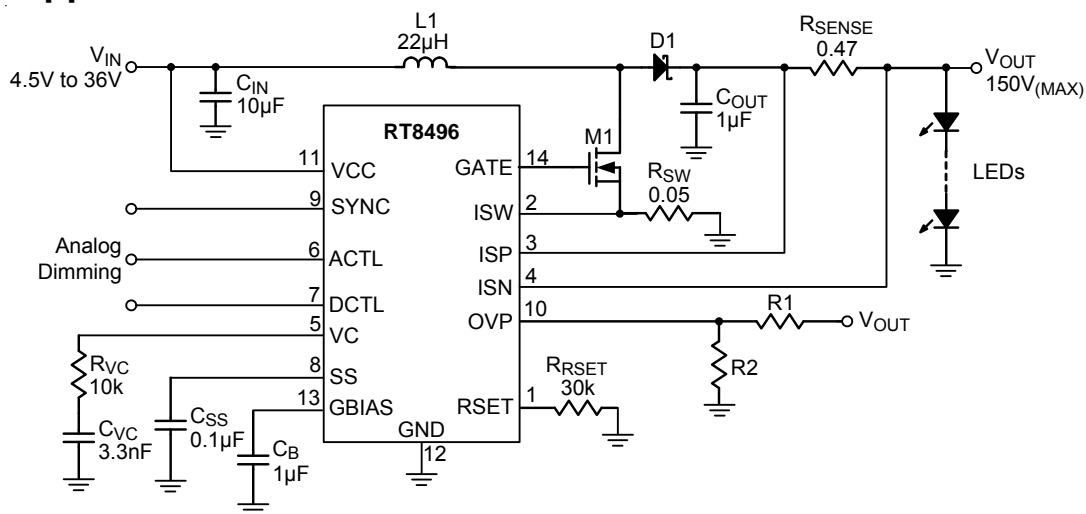 L1
22µH
D1
RSENSE
0.47
VIN
4.5V to 36V
VOUT
150V(MAX)
CIN
10µF
COUT
1µF
RT8496
M1
LEDs
11
VCC
GATE
14
RSW
0.05
9
SYNC
ISW
2
Analog
Dimming
6
ACTL
ISP
3
ISN
4
7
DCTL
OVP
10
R1
VOUT
5
VC
R2
RVC
10k
8
SS
RRSET
30k
13
GBIAS
RSET
1
CVC
3.3nF
CSS
0.1µF
CB
1µF
GND
12